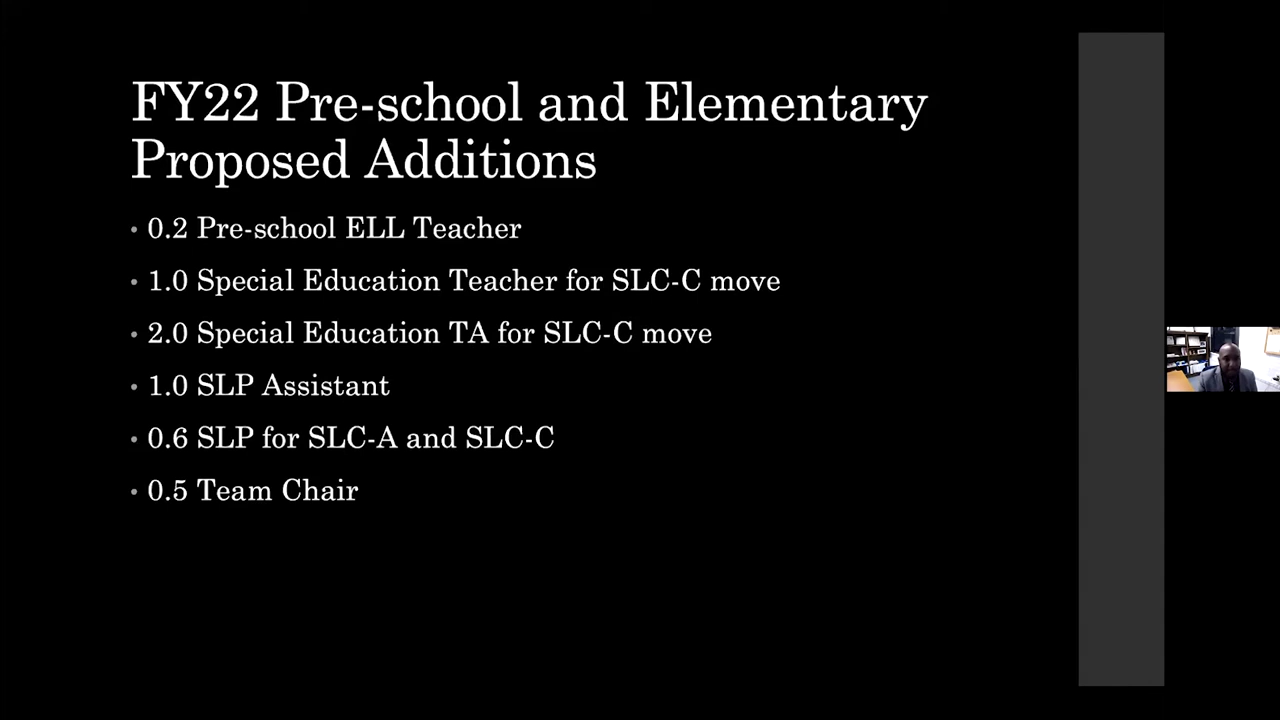 FY22 Pre-school and Elementary
Proposed Additions
• 0.2 Pre-school ELL Teacher
• 1.0 Special Education Teacher for SLC-C move
• 2.0 Special Education TA for SLC-C move
• 1.0 SLP Assistant
• 0.6 SLP for SLC-A and SLC-C
• 0.5 Team Chair